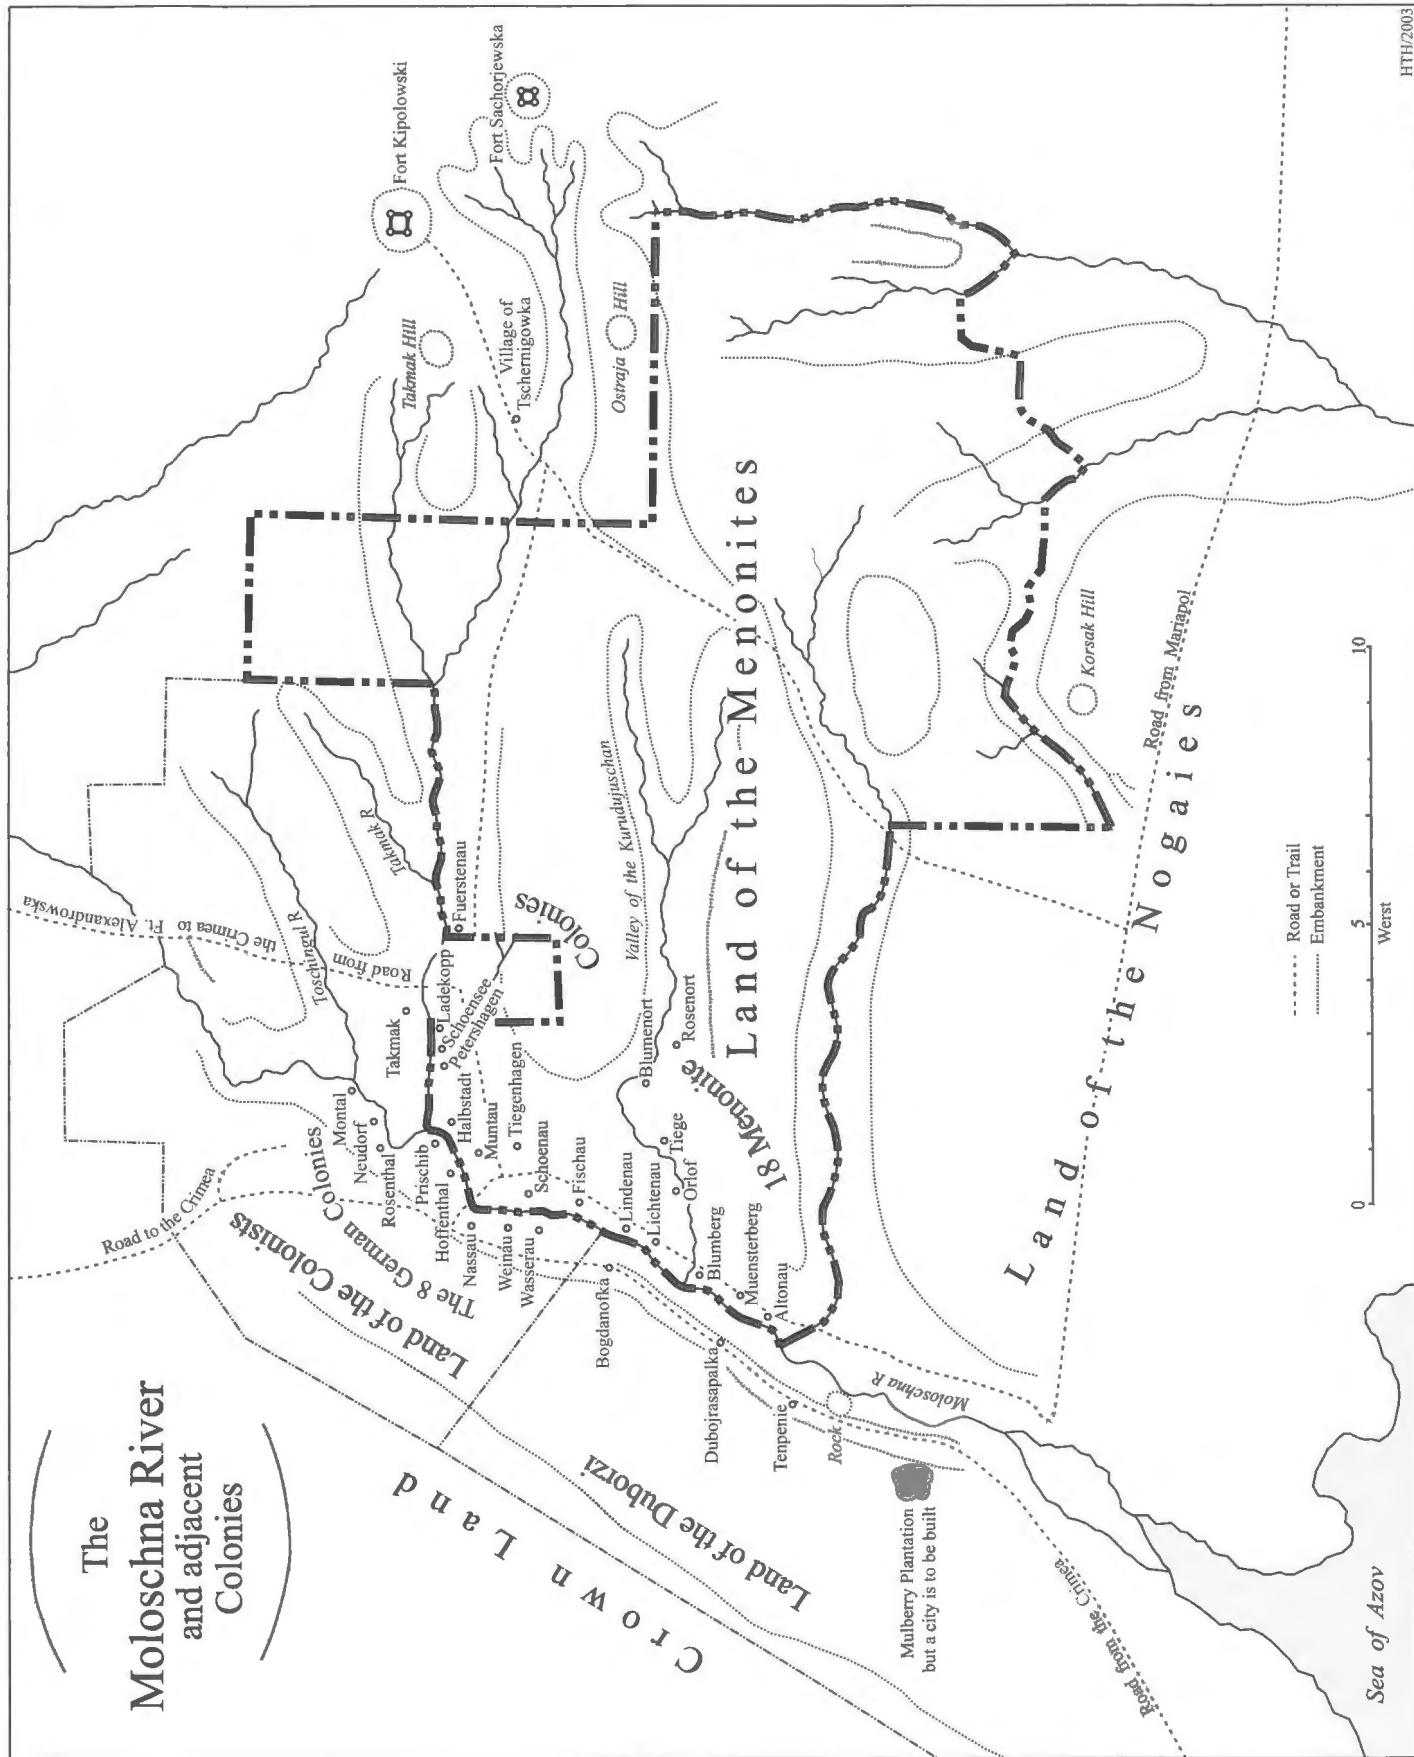 The
Moloschna River
and adjacent
Colonies
Fort Kipolowski
Fort Sachorjewska
Takmak Hill
Village of
Tschernigowka
Ostraja Hill
Road from
the Crimea to Ft. Alexandrowska
Toschingul R
Takmak R
Road to the Crimea
Land of the Colonists
The 8 German Colonies
Montal
Neudorf
Rosenthal
Prischib
Hoffenthal
Nassau
Weinau
Wasserau
Takmak
Fuerstenau
Ladekopp
Schoensee
Petershagen
Halbstadt
Muntau
Tiegenhagen
Schoenau
Fischau
Lindenau
Lichtenau
Blumenort
Rosenort
Tiege
Orlof
Blumberg
Muensterberg
Altonau
18 Menonite Colonies
Valley of the Kurudujuschan
Land of the Menonites
Bogdanofka
Dubojrasapalka
Tenpenie
Rock
Moloschna R
Crown Land
Land of the Duborzi
Mulberry Plantation
but a city is to be built
Road from the Crimea
Sea of Azov
Land of the Nogaies
Korsak Hill
Road from Mariapol
Road or Trail
Embankment
0 5 10
Werst
HTH/2003